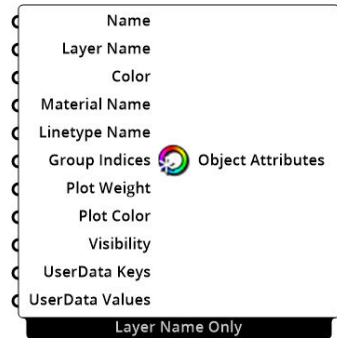 Name
Layer Name
Color
Material Name
Linetype Name
Group Indices
Object Attributes
Plot Weight
Plot Color
Visibility
UserData Keys
UserData Values
Layer Name Only